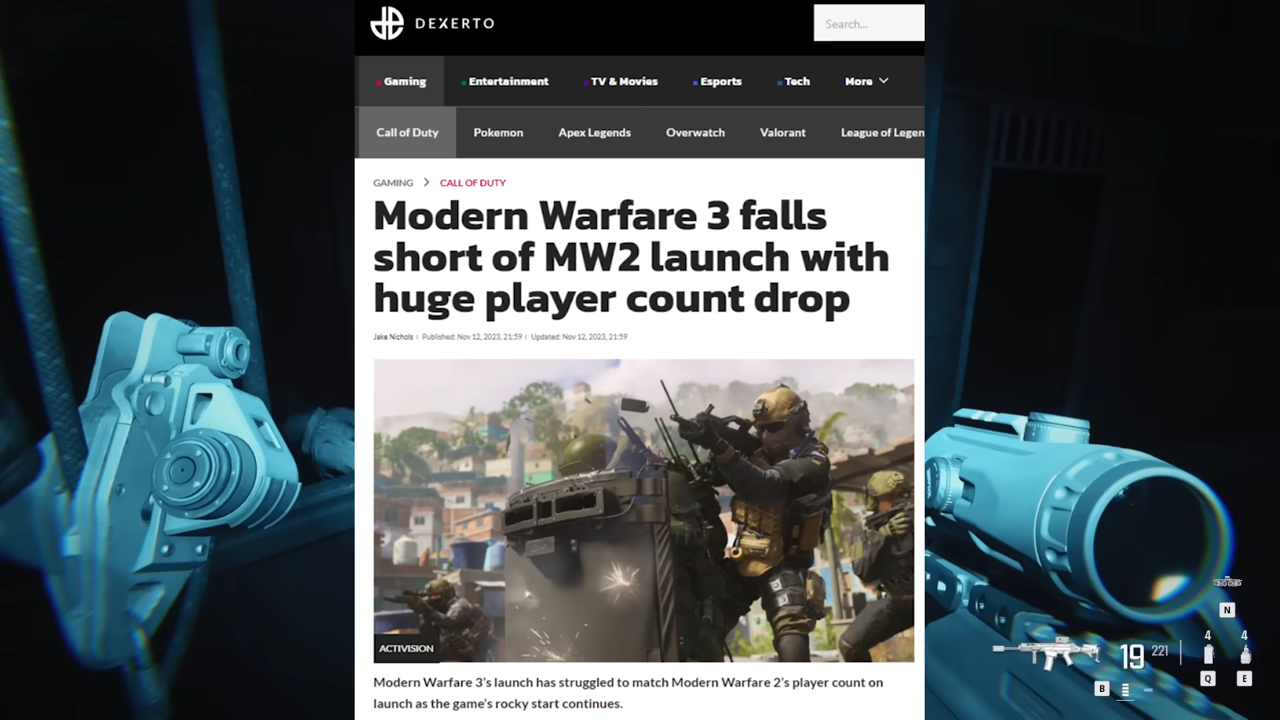 DEXERTO
Search...
Gaming Entertainment TV & Movies Esports Tech More
Call of Duty Pokemon Apex Legends Overwatch Valorant League of Legen
GAMING > CALL OF DUTY
Modern Warfare 3 falls
short of MW2 launch with
huge player count drop
Jake Nichols | Published: Nov 12, 2023, 21:59 | Updated: Nov 12, 2023, 21:59
ACTIVISION
Modern Warfare 3's launch has struggled to match Modern Warfare 2's player count on
launch as the game's rocky start continues.
N
19 221 4 4
B Q E